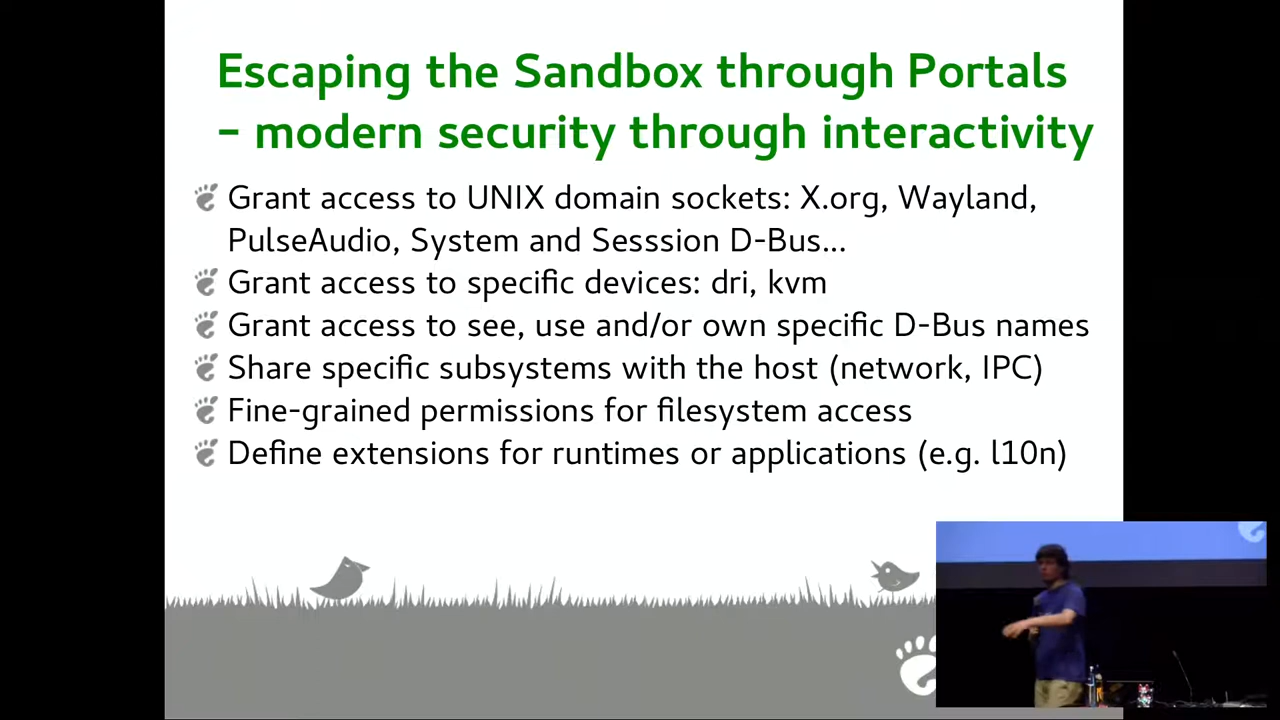 Escaping the Sandbox through Portals
– modern security through interactivity
Grant access to UNIX domain sockets: X.org, Wayland,
PulseAudio, System and Sesssion D-Bus...
Grant access to specific devices: dri, kvm
Grant access to see, use and/or own specific D-Bus names
Share specific subsystems with the host (network, IPC)
Fine-grained permissions for filesystem access
Define extensions for runtimes or applications (e.g. l10n)